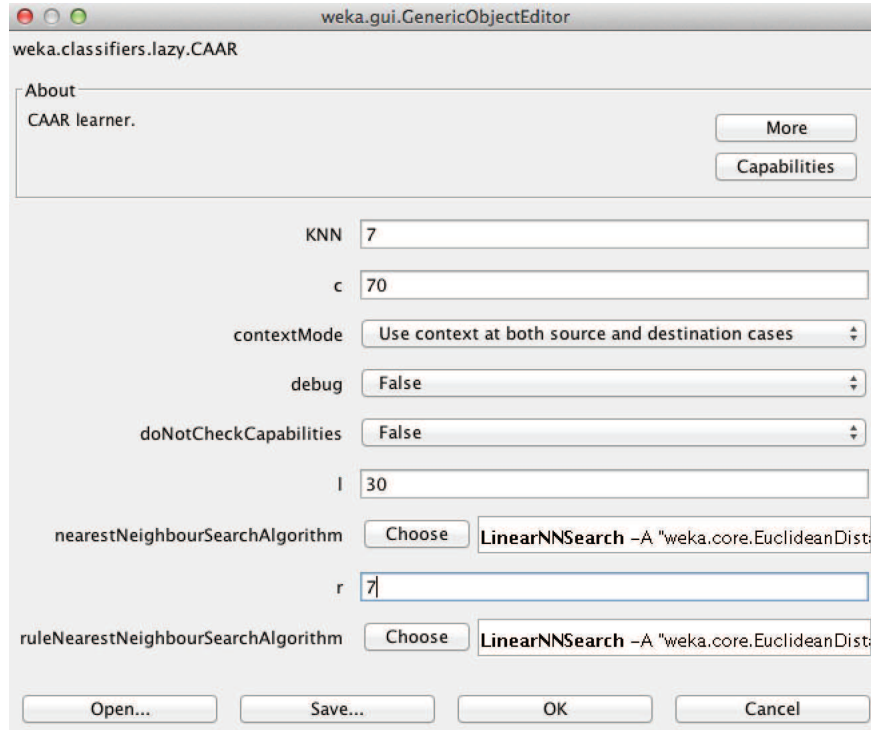 weka.gui.GenericObjectEditor
weka.classifiers.lazy.CAAR
About
CAAR learner.
More
Capabilities
KNN 7
c 70
contextMode Use context at both source and destination cases
debug False
doNotCheckCapabilities False
l 30
nearestNeighbourSearchAlgorithm Choose LinearNNSearch -A "weka.core.EuclideanDista
r 7
ruleNearestNeighbourSearchAlgorithm Choose LinearNNSearch -A "weka.core.EuclideanDista
Open... Save... OK Cancel